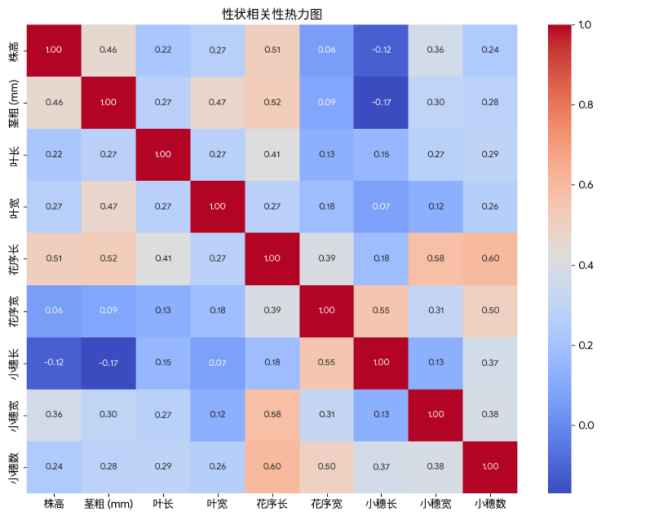 性状相关性热力图
株高 1.00 0.46 0.22 0.27 0.51 0.06 -0.12 0.36 0.24
茎粗 (mm) 0.46 1.00 0.27 0.47 0.52 0.09 -0.17 0.30 0.28
叶长 0.22 0.27 1.00 0.27 0.41 0.13 0.15 0.27 0.29
叶宽 0.27 0.47 0.27 1.00 0.27 0.18 0.07 0.12 0.26
花序长 0.51 0.52 0.41 0.27 1.00 0.39 0.18 0.58 0.60
花序宽 0.06 0.09 0.13 0.18 0.39 1.00 0.55 0.31 0.50
小穗长 -0.12 -0.17 0.15 0.07 0.18 0.55 1.00 0.13 0.37
小穗宽 0.36 0.30 0.27 0.12 0.58 0.31 0.13 1.00 0.38
小穗数 0.24 0.28 0.29 0.26 0.60 0.50 0.37 0.38 1.00
株高 茎粗 (mm) 叶长 叶宽 花序长 花序宽 小穗长 小穗宽 小穗数
1.0
0.8
0.6
0.4
0.2
0.0